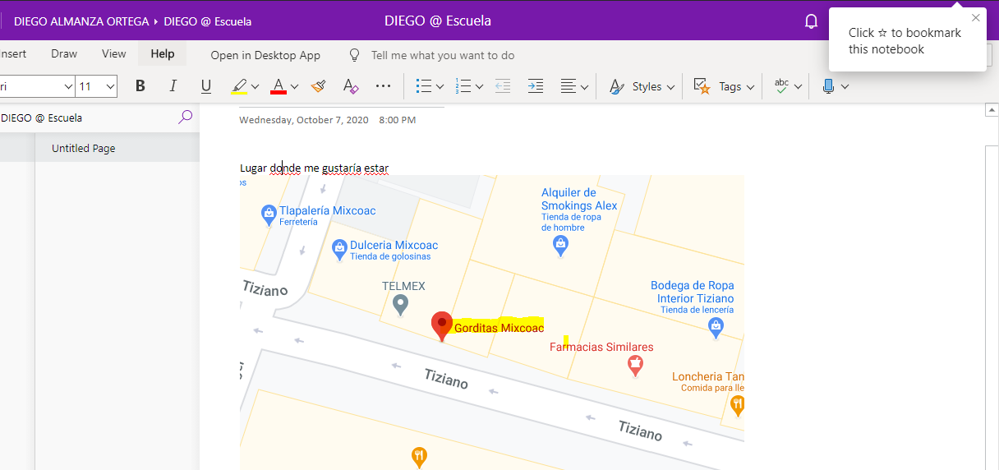 DIEGO ALMANZA ORTEGA ▸ DIEGO @ Escuela
DIEGO @ Escuela
Click ☆ to bookmark
this notebook
nsert
Draw
View
Help
Open in Desktop App
Tell me what you want to do
ri
11
B
I
U
A
A
Styles
Tags
abc
DIEGO @ Escuela
Wednesday, October 7, 2020
8:00 PM
Untitled Page
Lugar donde me gustaría estar
os
Tlapalería Mixcoac
Ferretería
Alquiler de
Smokings Alex
Tienda de ropa
de hombre
Dulceria Mixcoac
Tienda de golosinas
Tiziano
TELMEX
Bodega de Ropa
Interior Tiziano
Tienda de lencería
Gorditas Mixcoac
Farmacias Similares
Tiziano
Loncheria Tan
Comida para lle
Tiziano